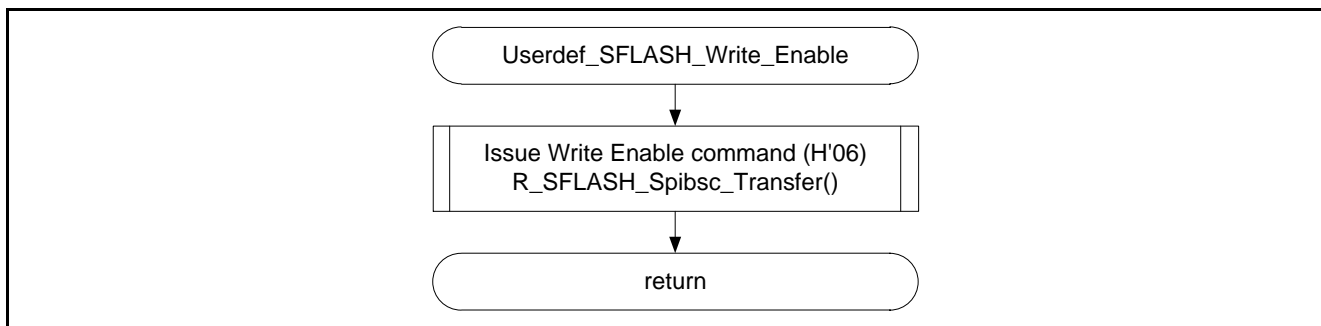 Userdef_SFLASH_Write_Enable
Issue Write Enable command (H'06)
R_SFLASH_Spibsc_Transfer()
return